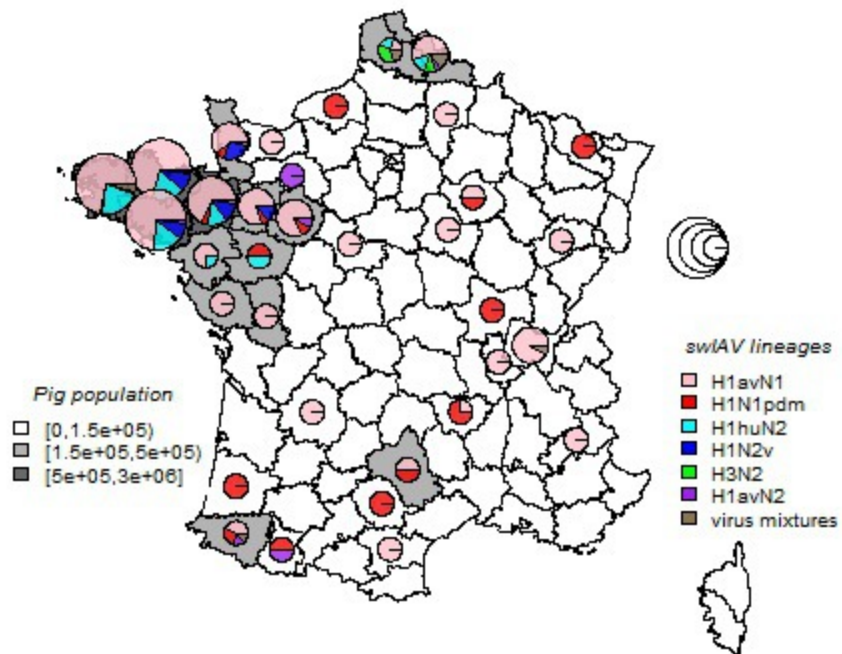 swIAV lineages
H1avN1
H1N1pdm
H1huN2
H1N2v
H3N2
H1avN2
virus mixtures
Pig population
[0,1.5e+05)
[1.5e+05,5e+05)
[5e+05,3e+06]